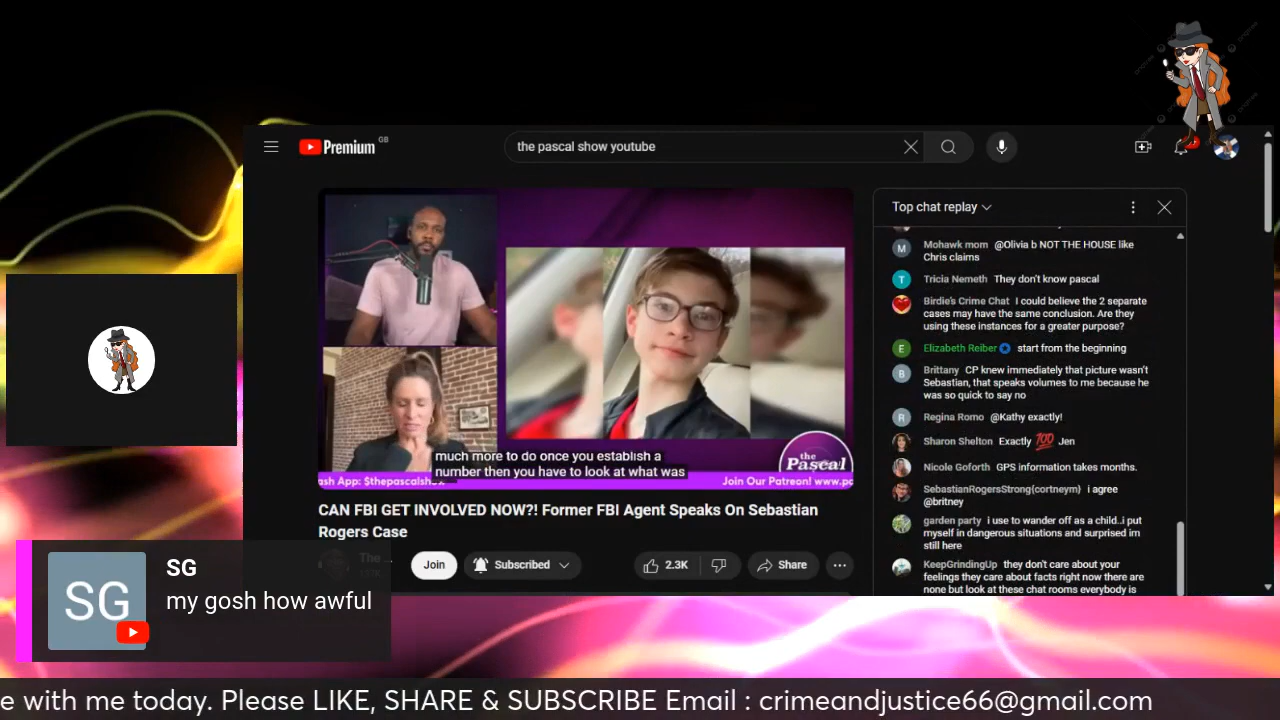 Premium GB
the pascal show youtube
Top chat replay
Mohawk mom @Olivia b NOT THE HOUSE like
Chris claims
Tricia Nemeth They don't know pascal
Birdie's Crime Chat I could believe the 2 separate
cases may have the same conclusion. Are they
using these instances for a greater purpose?
Elizabeth Reiber start from the beginning
Brittany CP knew immediately that picture wasn't
Sebastian, that speaks volumes to me because he
was so quick to say no
Regina Romo @Kathy exactly!
Sharon Shelton Exactly 💯 Jen
Nicole Goforth GPS information takes months.
SebastianRogersStrong(cortneym) i agree
@britney
garden party i use to wander off as a child..i put
myself in dangerous situations and surprised im
still here
KeepGrindingUp they don't care about your
feelings they care about facts right now there are
none but look at these chat rooms everybody is
much more to do once you establish a
number then you have to look at what was
the
Pascal
ash App: $thepascalshow
Join Our Patreon! www.pa
CAN FBI GET INVOLVED NOW?! Former FBI Agent Speaks On Sebastian
Rogers Case
The ...
Join
Subscribed
2.3K
Share
SG
SG
my gosh how awful
e with me today. Please LIKE, SHARE & SUBSCRIBE Email : crimeandjustice66@gmail.com